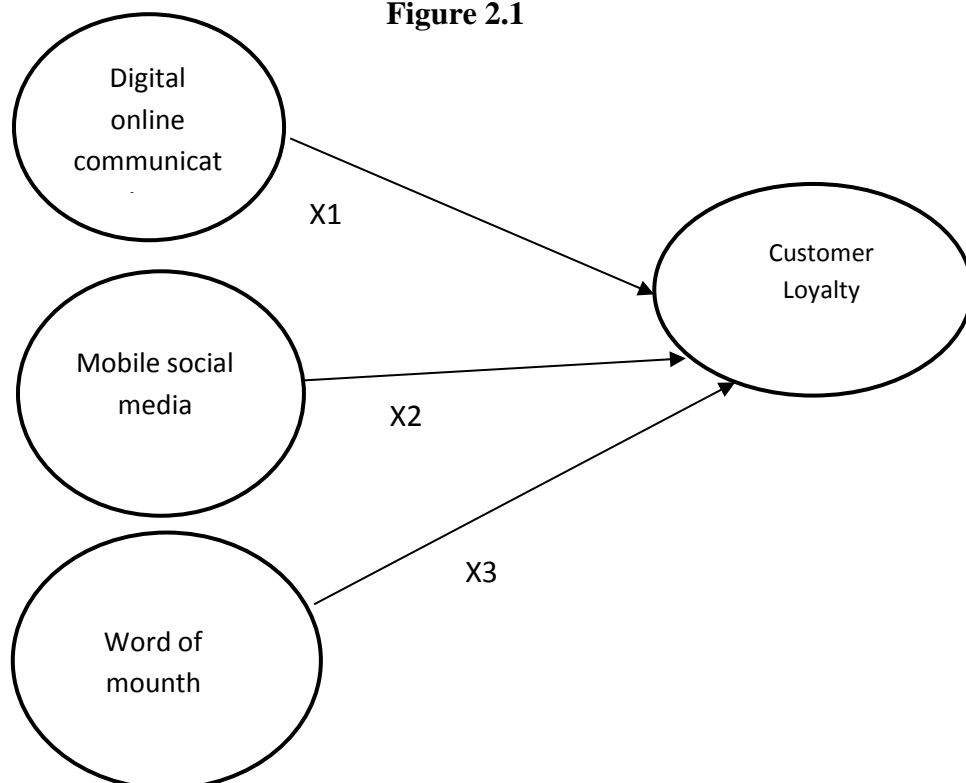 Figure 2.1
Digital
online
communicat
X1
Customer
Loyalty
Mobile social
media
X2
X3
Word of
mounth